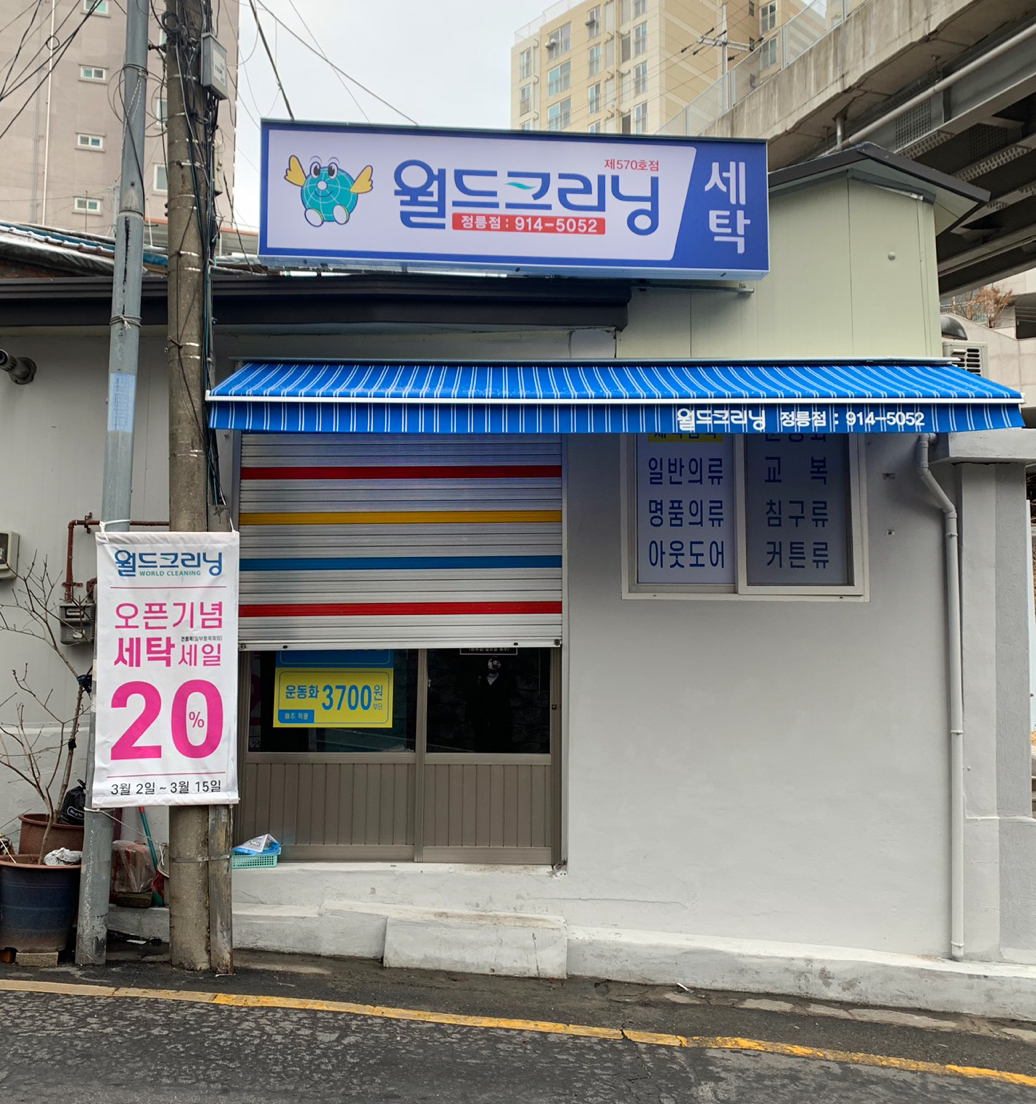 제570호점
월드크리닝
정릉점 : 914-5052
세탁
월드크리닝 정릉점 : 914-5052
일반의류
명품의류
아웃도어
교 복
침구류
커튼류
월드크리닝
WORLD CLEANING
오픈기념
세탁 세일
20%
3월 2일 ~ 3월 15일
운동화 3700원